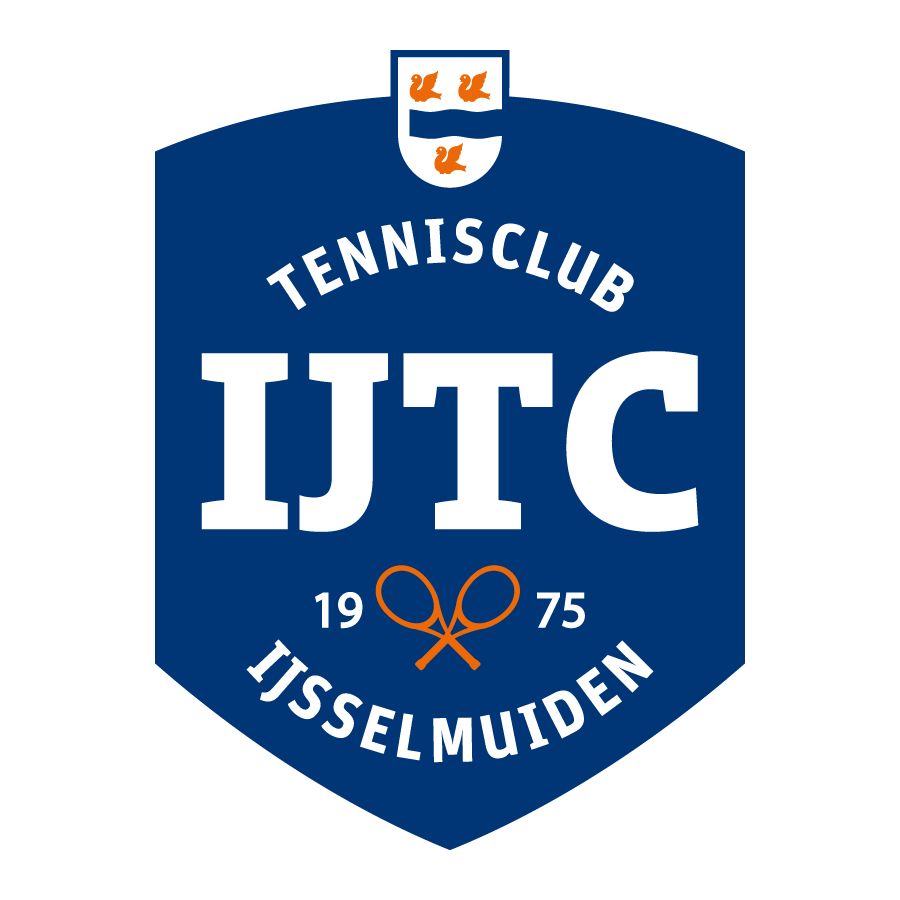 TENNISCLUB
IJTC
19 75
IJSSELMUIDEN